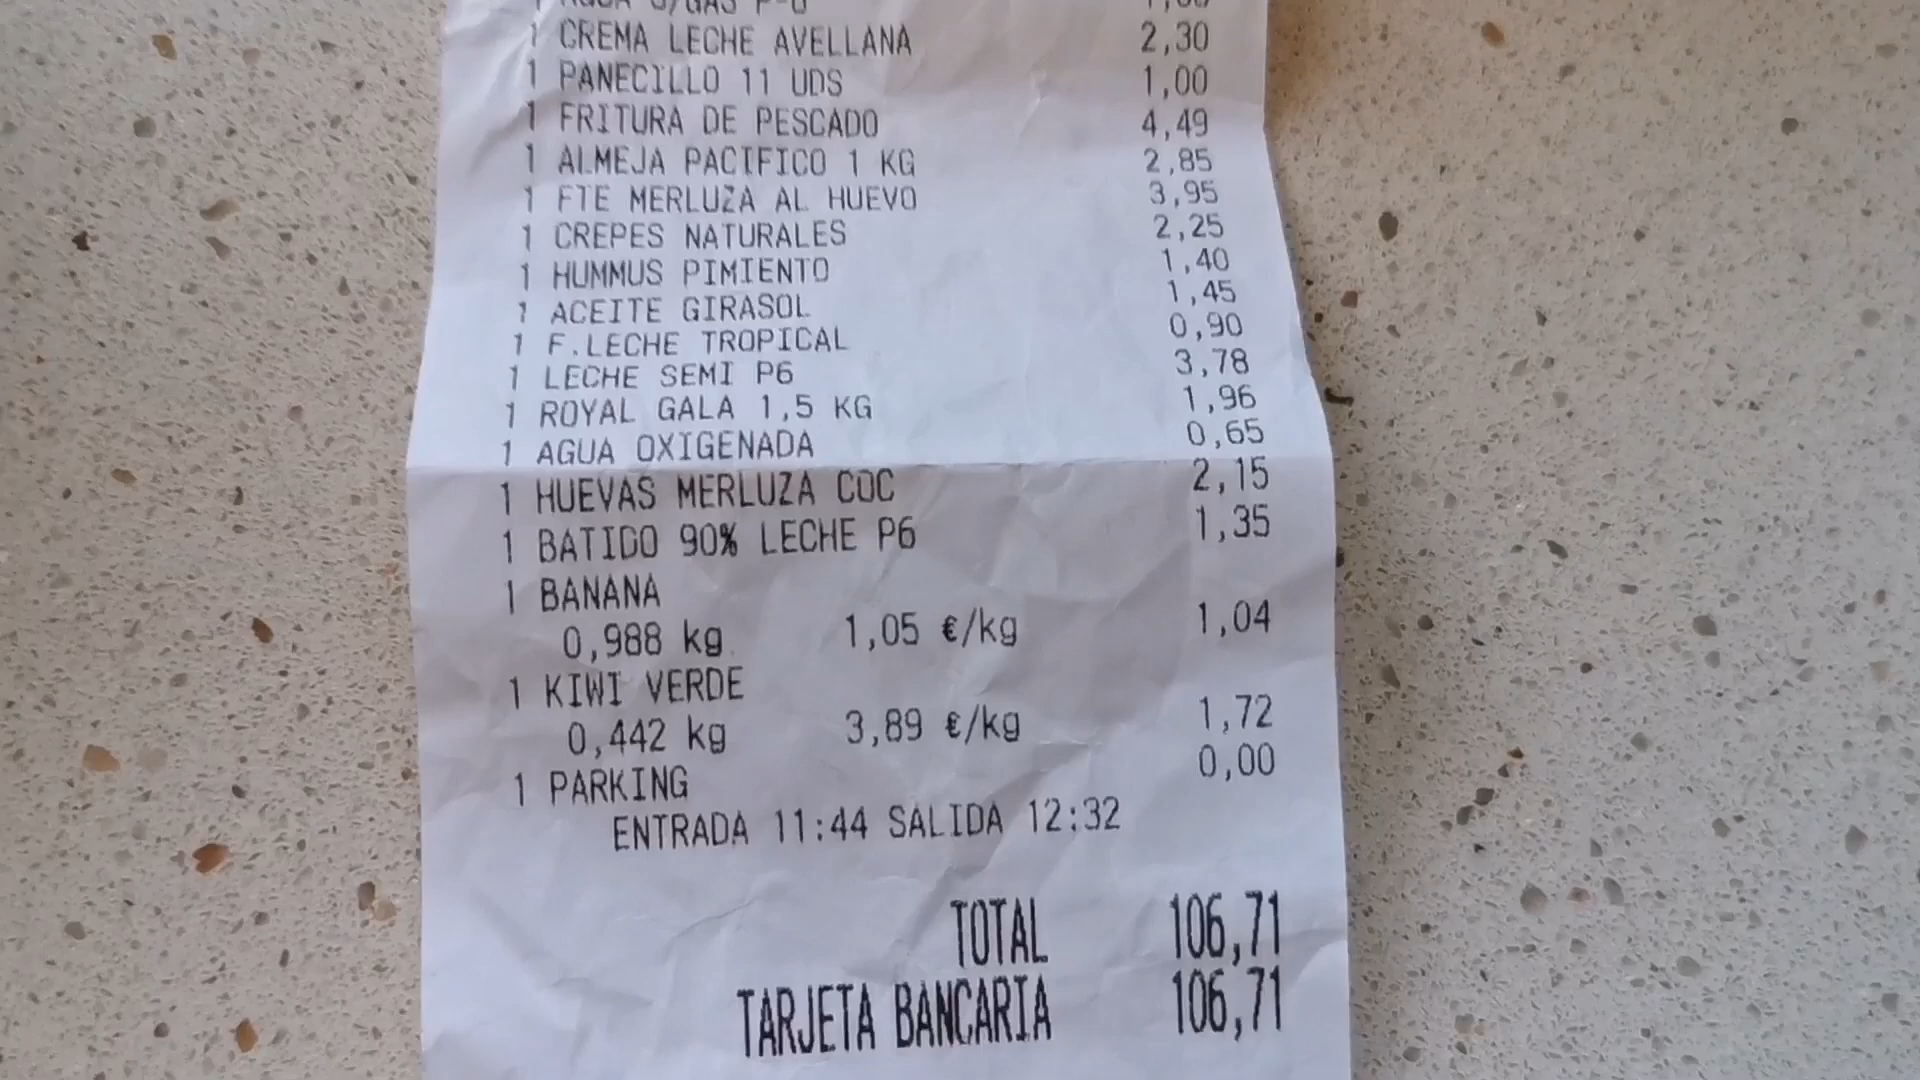 1 CREMA LECHE AVELLANA 2,30
1 PANECILLO 11 UDS 1,00
1 FRITURA DE PESCADO 4,49
1 ALMEJA PACIFICO 1 KG 2,85
1 FTE MERLUZA AL HUEVO 3,95
1 CREPES NATURALES 2,25
1 HUMMUS PIMIENTO 1,40
1 ACEITE GIRASOL 1,45
1 F.LECHE TROPICAL 0,90
1 LECHE SEMI P6 3,78
1 ROYAL GALA 1,5 KG 1,96
1 AGUA OXIGENADA 0,65
1 HUEVAS MERLUZA COC 2,15
1 BATIDO 90% LECHE P6 1,35
1 BANANA
0,988 kg 1,05 €/kg 1,04
1 KIWI VERDE
0,442 kg 3,89 €/kg 1,72
1 PARKING 0,00
ENTRADA 11:44 SALIDA 12:32
TOTAL 106,71
TARJETA BANCARIA 106,71